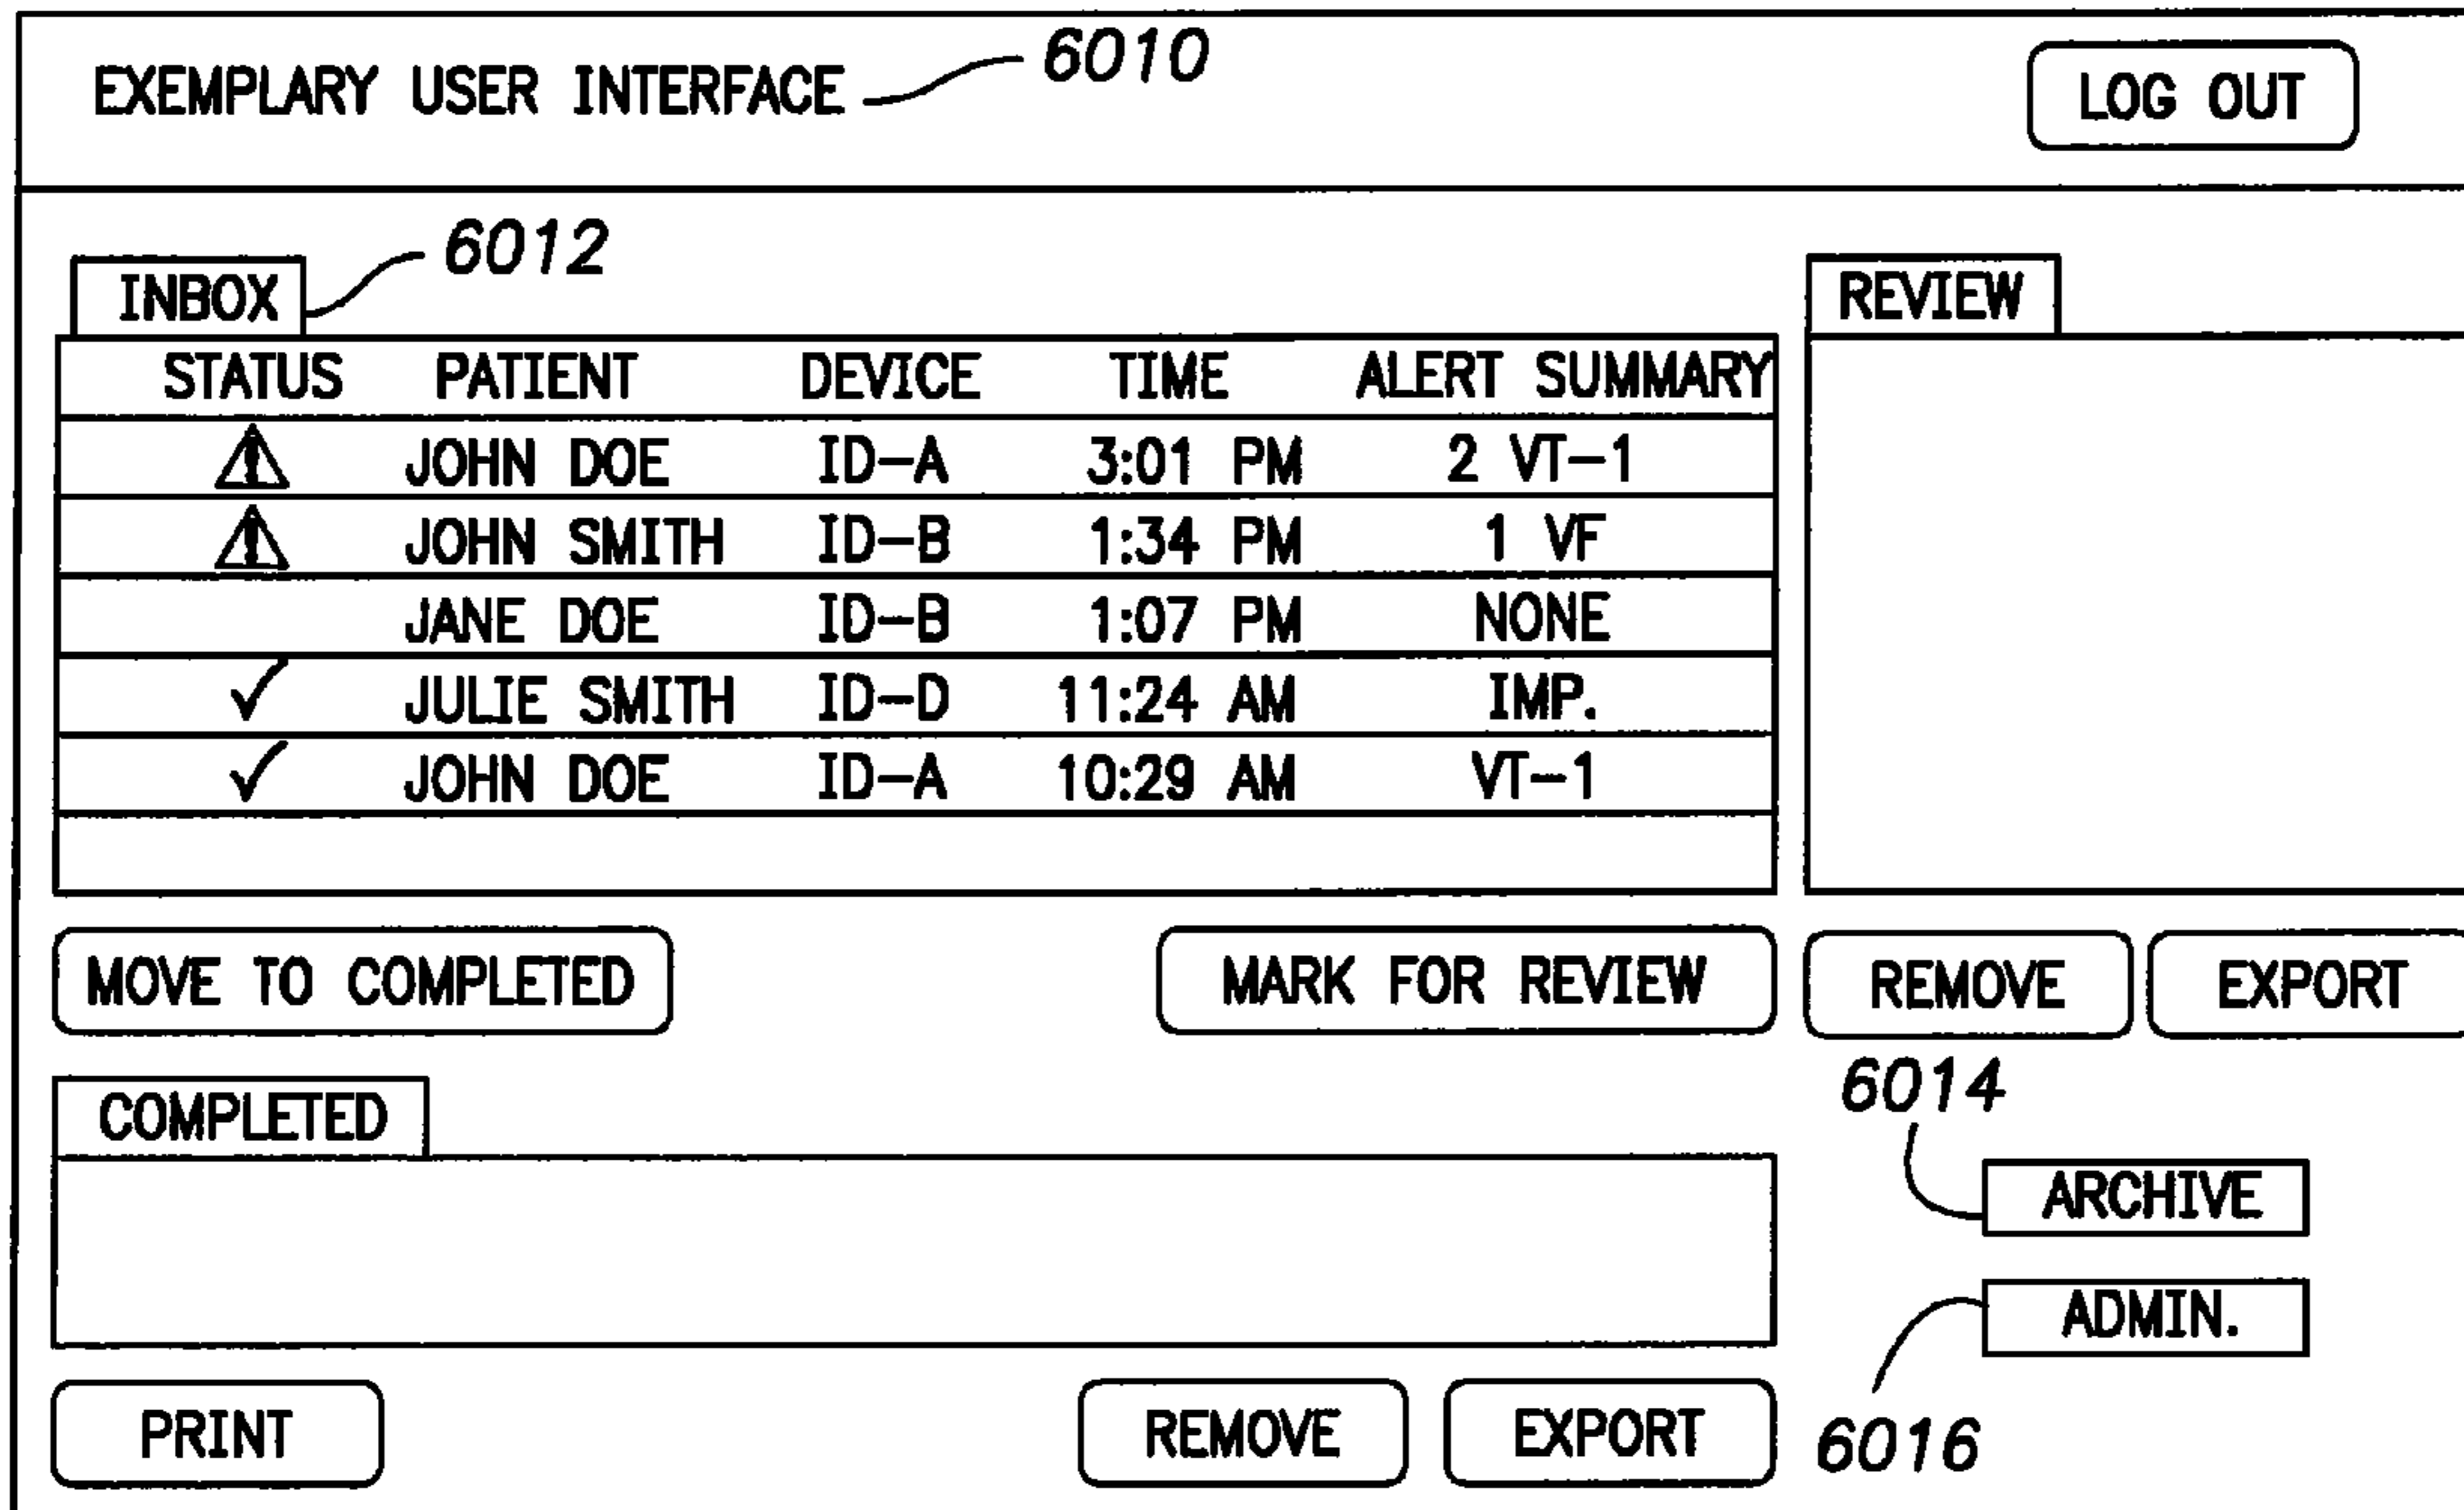 EXEMPLARY USER INTERFACE 6010 LOG OUT
6012
INBOX REVIEW
STATUS PATIENT DEVICE TIME ALERT SUMMARY
JOHN DOE ID-A 3:01 PM 2 VT-1
JOHN SMITH ID-B 1:34 PM 1 VF
JANE DOE ID-B 1:07 PM NONE
✓ JULIE SMITH ID-D 11:24 AM IMP.
✓ JOHN DOE ID-A 10:29 AM VT-1
MOVE TO COMPLETED MARK FOR REVIEW REMOVE EXPORT
6014
COMPLETED
ARCHIVE
ADMIN.
PRINT REMOVE EXPORT 6016